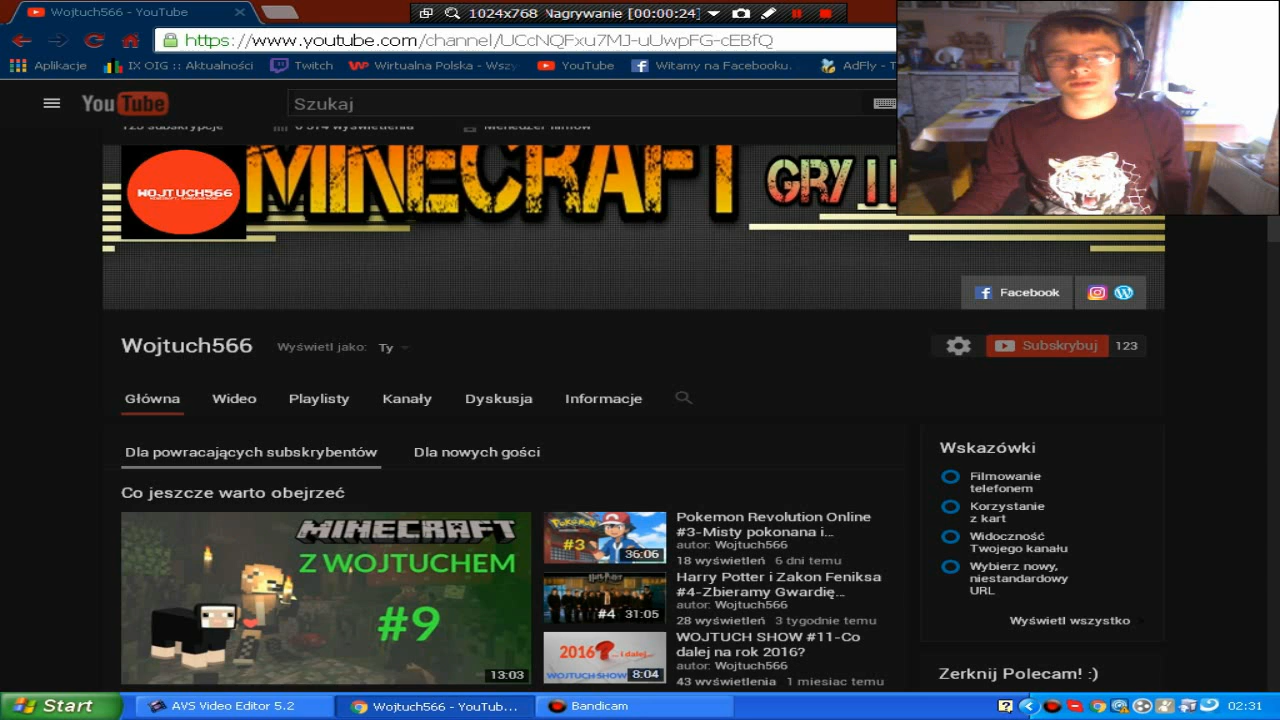 Wojtuch566 - YouTube
1024x768 Nagrywanie [00:00:24]
https://www.youtube.com/channel/UCcNQFxu7MJ-uUwpFG-cEBfQ
Aplikacje
IX OIG :: Aktualności
Twitch
Wirtualna Polska - Wszy
YouTube
Witamy na Facebooku.
AdFly - T
YouTube
Szukaj
WOJTUCH566
MINECRAFT
GRY I
Facebook
Wojtuch566
Wyświetl jako: Ty
Subskrybuj 123
Główna
Wideo
Playlisty
Kanały
Dyskusja
Informacje
Dla powracających subskrybentów
Dla nowych gości
Co jeszcze warto obejrzeć
MINECRAFT
Z WOJTUCHEM
#9
13:03
#3
36:06
Pokemon Revolution Online
#3-Misty pokonana i...
autor: Wojtuch566
18 wyświetleń 6 dni temu
#4 31:05
Harry Potter i Zakon Feniksa
#4-Zbieramy Gwardię...
autor: Wojtuch566
28 wyświetleń 3 tygodnie temu
2016? ... i dalej...
WOJTUCH SHOW
8:04
WOJTUCH SHOW #11-Co
dalej na rok 2016?
autor: Wojtuch566
43 wyświetlenia 1 miesiąc temu
Wskazówki
Filmowanie
telefonem
Korzystanie
z kart
Widoczność
Twojego kanału
Wybierz nowy,
niestandardowy
URL
Wyświetl wszystko
Zerknij Polecam! :)
Start
AVS Video Editor 5.2
Wojtuch566 - YouTub...
Bandicam
02:31